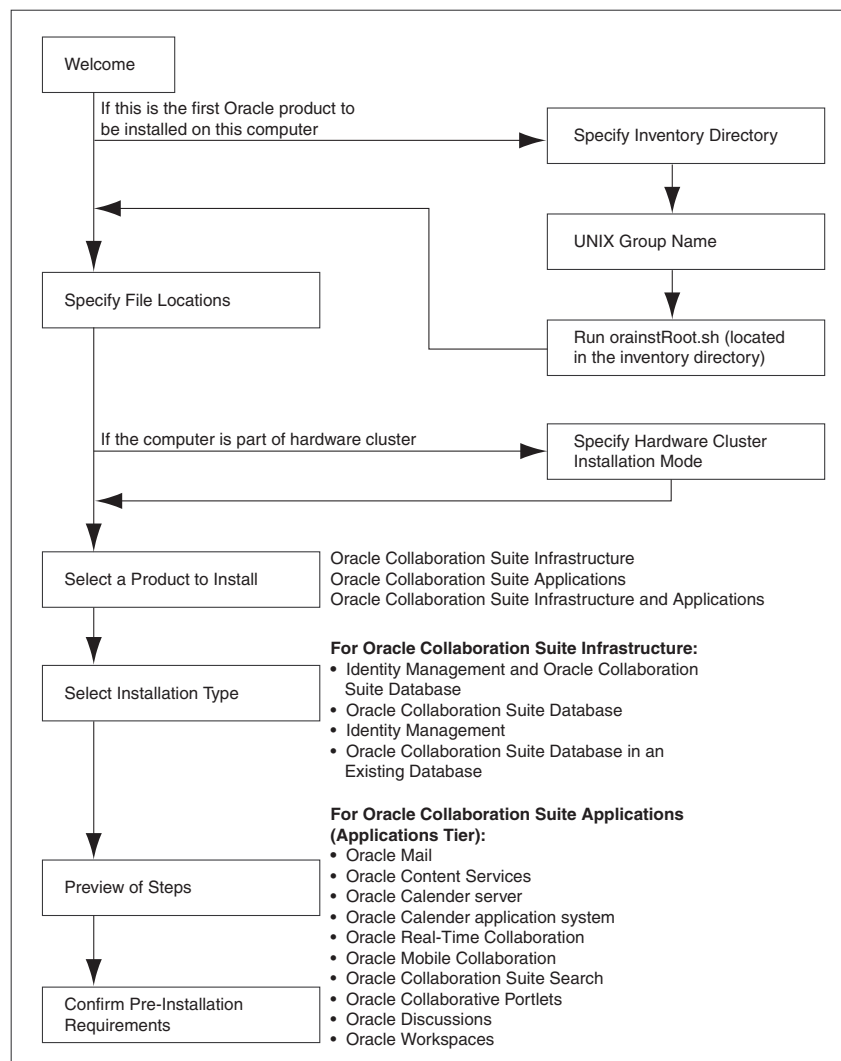 Welcome
If this is the first Oracle product to
be installed on this computer
Specify Inventory Directory
UNIX Group Name
Specify File Locations
Run orainstRoot.sh (located
in the inventory directory)
If the computer is part of hardware cluster
Specify Hardware Cluster
Installation Mode
Select a Product to Install
Oracle Collaboration Suite Infrastructure
Oracle Collaboration Suite Applications
Oracle Collaboration Suite Infrastructure and Applications
Select Installation Type
For Oracle Collaboration Suite Infrastructure:
• Identity Management and Oracle Collaboration
Suite Database
• Oracle Collaboration Suite Database
• Identity Management
• Oracle Collaboration Suite Database in an
Existing Database
Preview of Steps
For Oracle Collaboration Suite Applications
(Applications Tier):
• Oracle Mail
• Oracle Content Services
• Oracle Calender server
• Oracle Calender application system
• Oracle Real-Time Collaboration
• Oracle Mobile Collaboration
• Oracle Collaboration Suite Search
• Oracle Collaborative Portlets
• Oracle Discussions
• Oracle Workspaces
Confirm Pre-Installation
Requirements